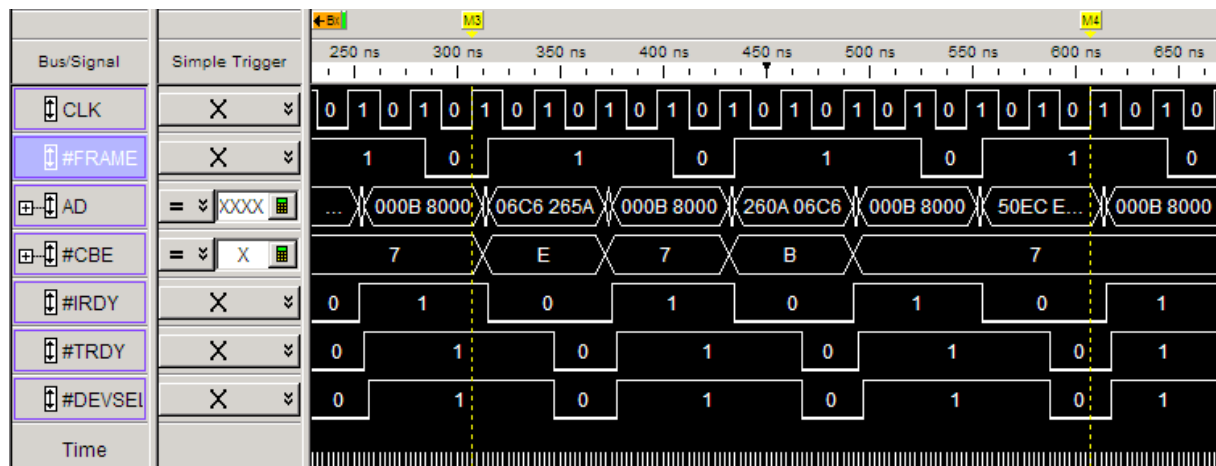 Bx M3 M4
Bus/Signal Simple Trigger 250 ns 300 ns 350 ns 400 ns 450 ns 500 ns 550 ns 600 ns 650 ns
CLK X 0 1 0 1 0 1 0 1 0 1 0 1 0 1 0 1 0 1 0 1 0 1 0 1 0 1 0 1 0
#FRAME X 1 0 1 0 1 0 1 0
AD = XXXX ... 000B 8000 06C6 265A 000B 8000 260A 06C6 000B 8000 50EC E... 000B 8000
#CBE = X 7 E 7 B 7
#IRDY X 0 1 0 1 0 1 0 1
#TRDY X 0 1 0 1 0 1 0 1
#DEVSEL X 0 1 0 1 0 1 0 1
Time